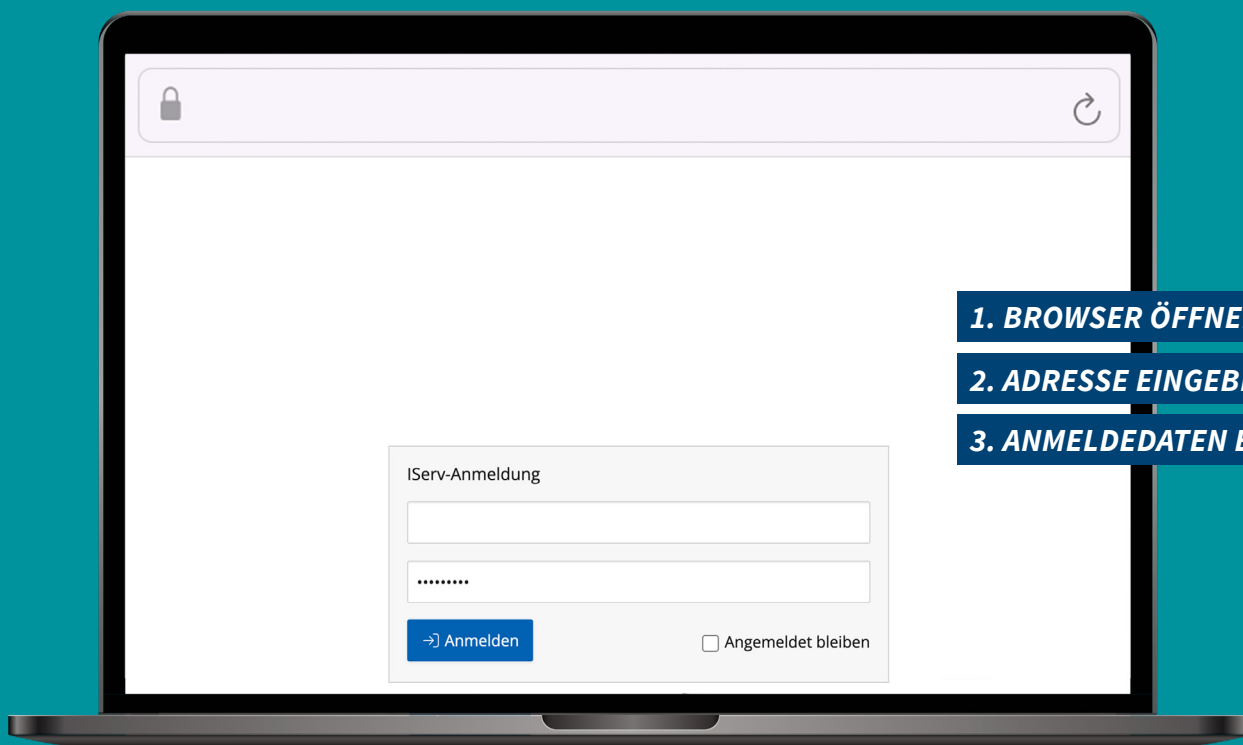 1. BROWSER ÖFFNE
2. ADRESSE EINGEB
3. ANMELDEDATEN
IServ-Anmeldung
•••••••••
Anmelden
Angemeldet bleiben